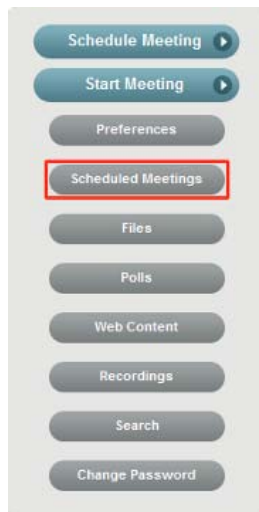 Schedule Meeting
Start Meeting
Preferences
Scheduled Meetings
Files
Polls
Web Content
Recordings
Search
Change Password